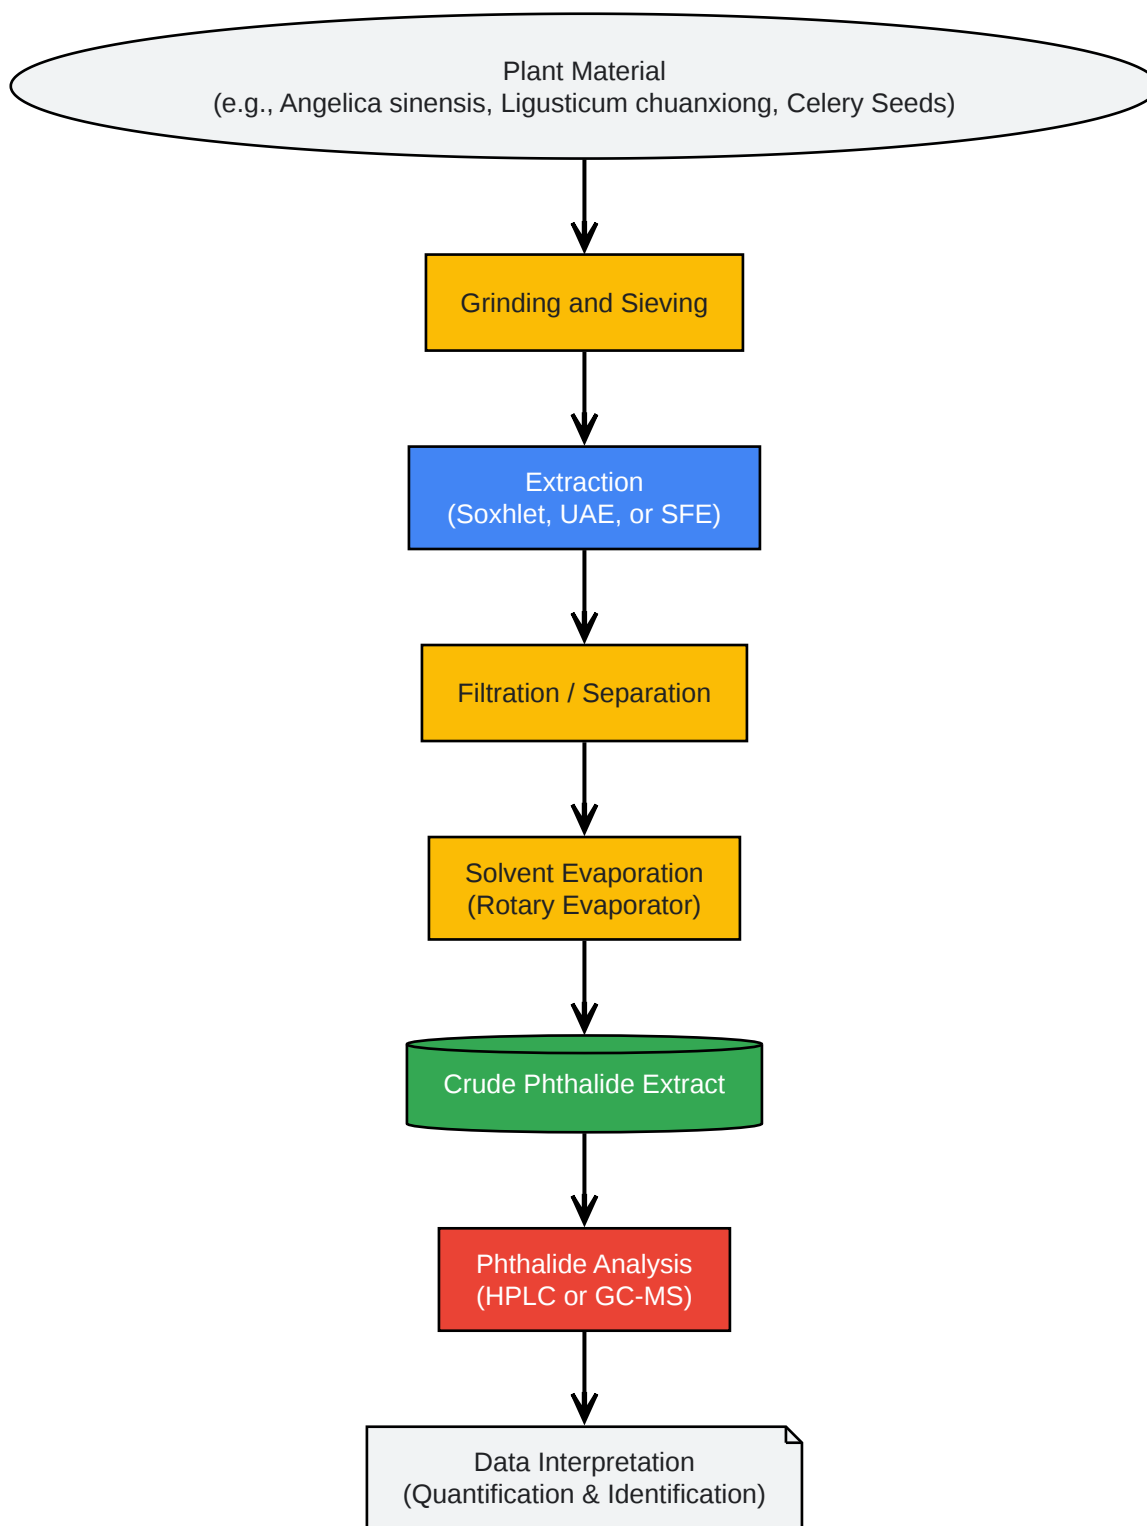 Plant Material
(e.g., Angelica sinensis, Ligusticum chuanxiong, Celery Seeds)
Grinding and Sieving
Extraction
(Soxhlet, UAE, or SFE)
Filtration / Separation
Solvent Evaporation
(Rotary Evaporator)
Crude Phthalide Extract
Phthalide Analysis
(HPLC or GC-MS)
Data Interpretation
(Quantification & Identification)